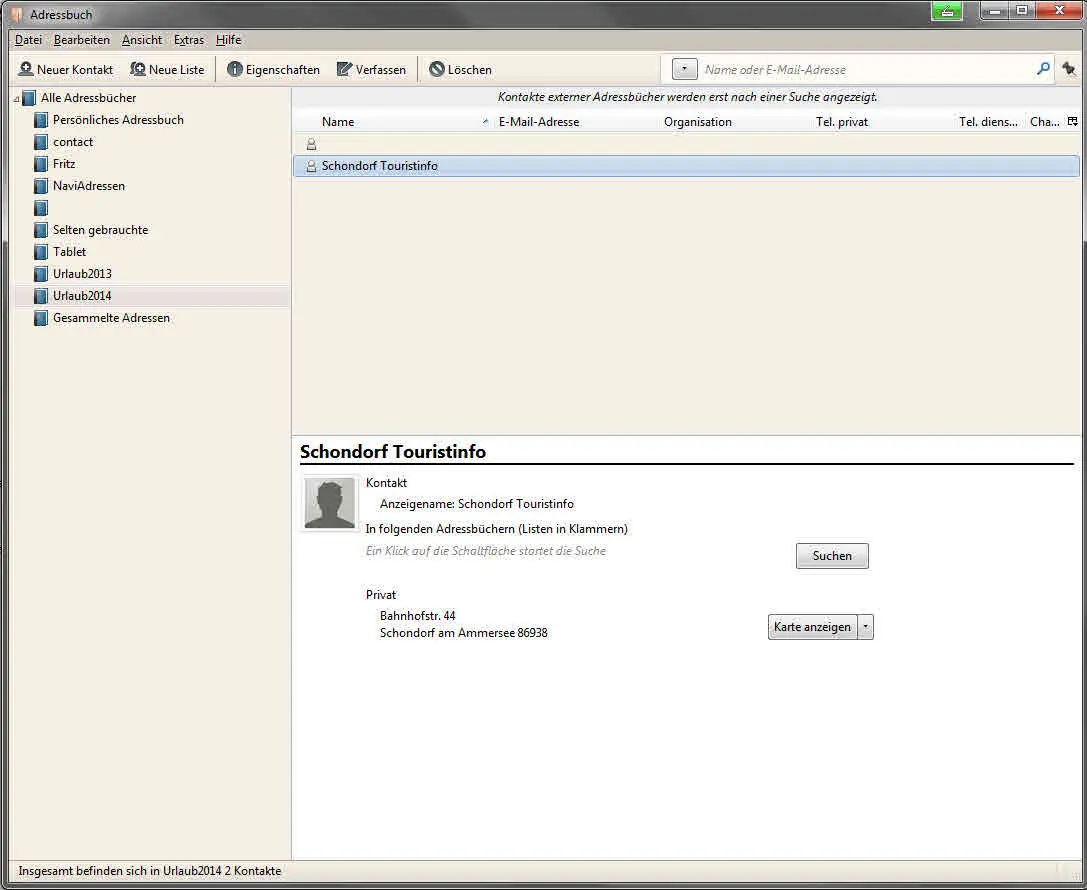 Adressbuch
Datei Bearbeiten Ansicht Extras Hilfe
Neuer Kontakt Neue Liste Eigenschaften Verfassen Löschen Name oder E-Mail-Adresse
Alle Adressbücher
Persönliches Adressbuch
contact
Fritz
NaviAdressen
Selten gebrauchte
Tablet
Urlaub2013
Urlaub2014
Gesammelte Adressen
Kontakte externer Adressbücher werden erst nach einer Suche angezeigt.
Name E-Mail-Adresse Organisation Tel. privat Tel. diens... Cha...
Schondorf Touristinfo
Schondorf Touristinfo
Kontakt
Anzeigename: Schondorf Touristinfo
In folgenden Adressbüchern (Listen in Klammern)
Ein Klick auf die Schaltfläche startet die Suche
Suchen
Privat
Bahnhofstr. 44
Schondorf am Ammersee 86938
Karte anzeigen
Insgesamt befinden sich in Urlaub2014 2 Kontakte